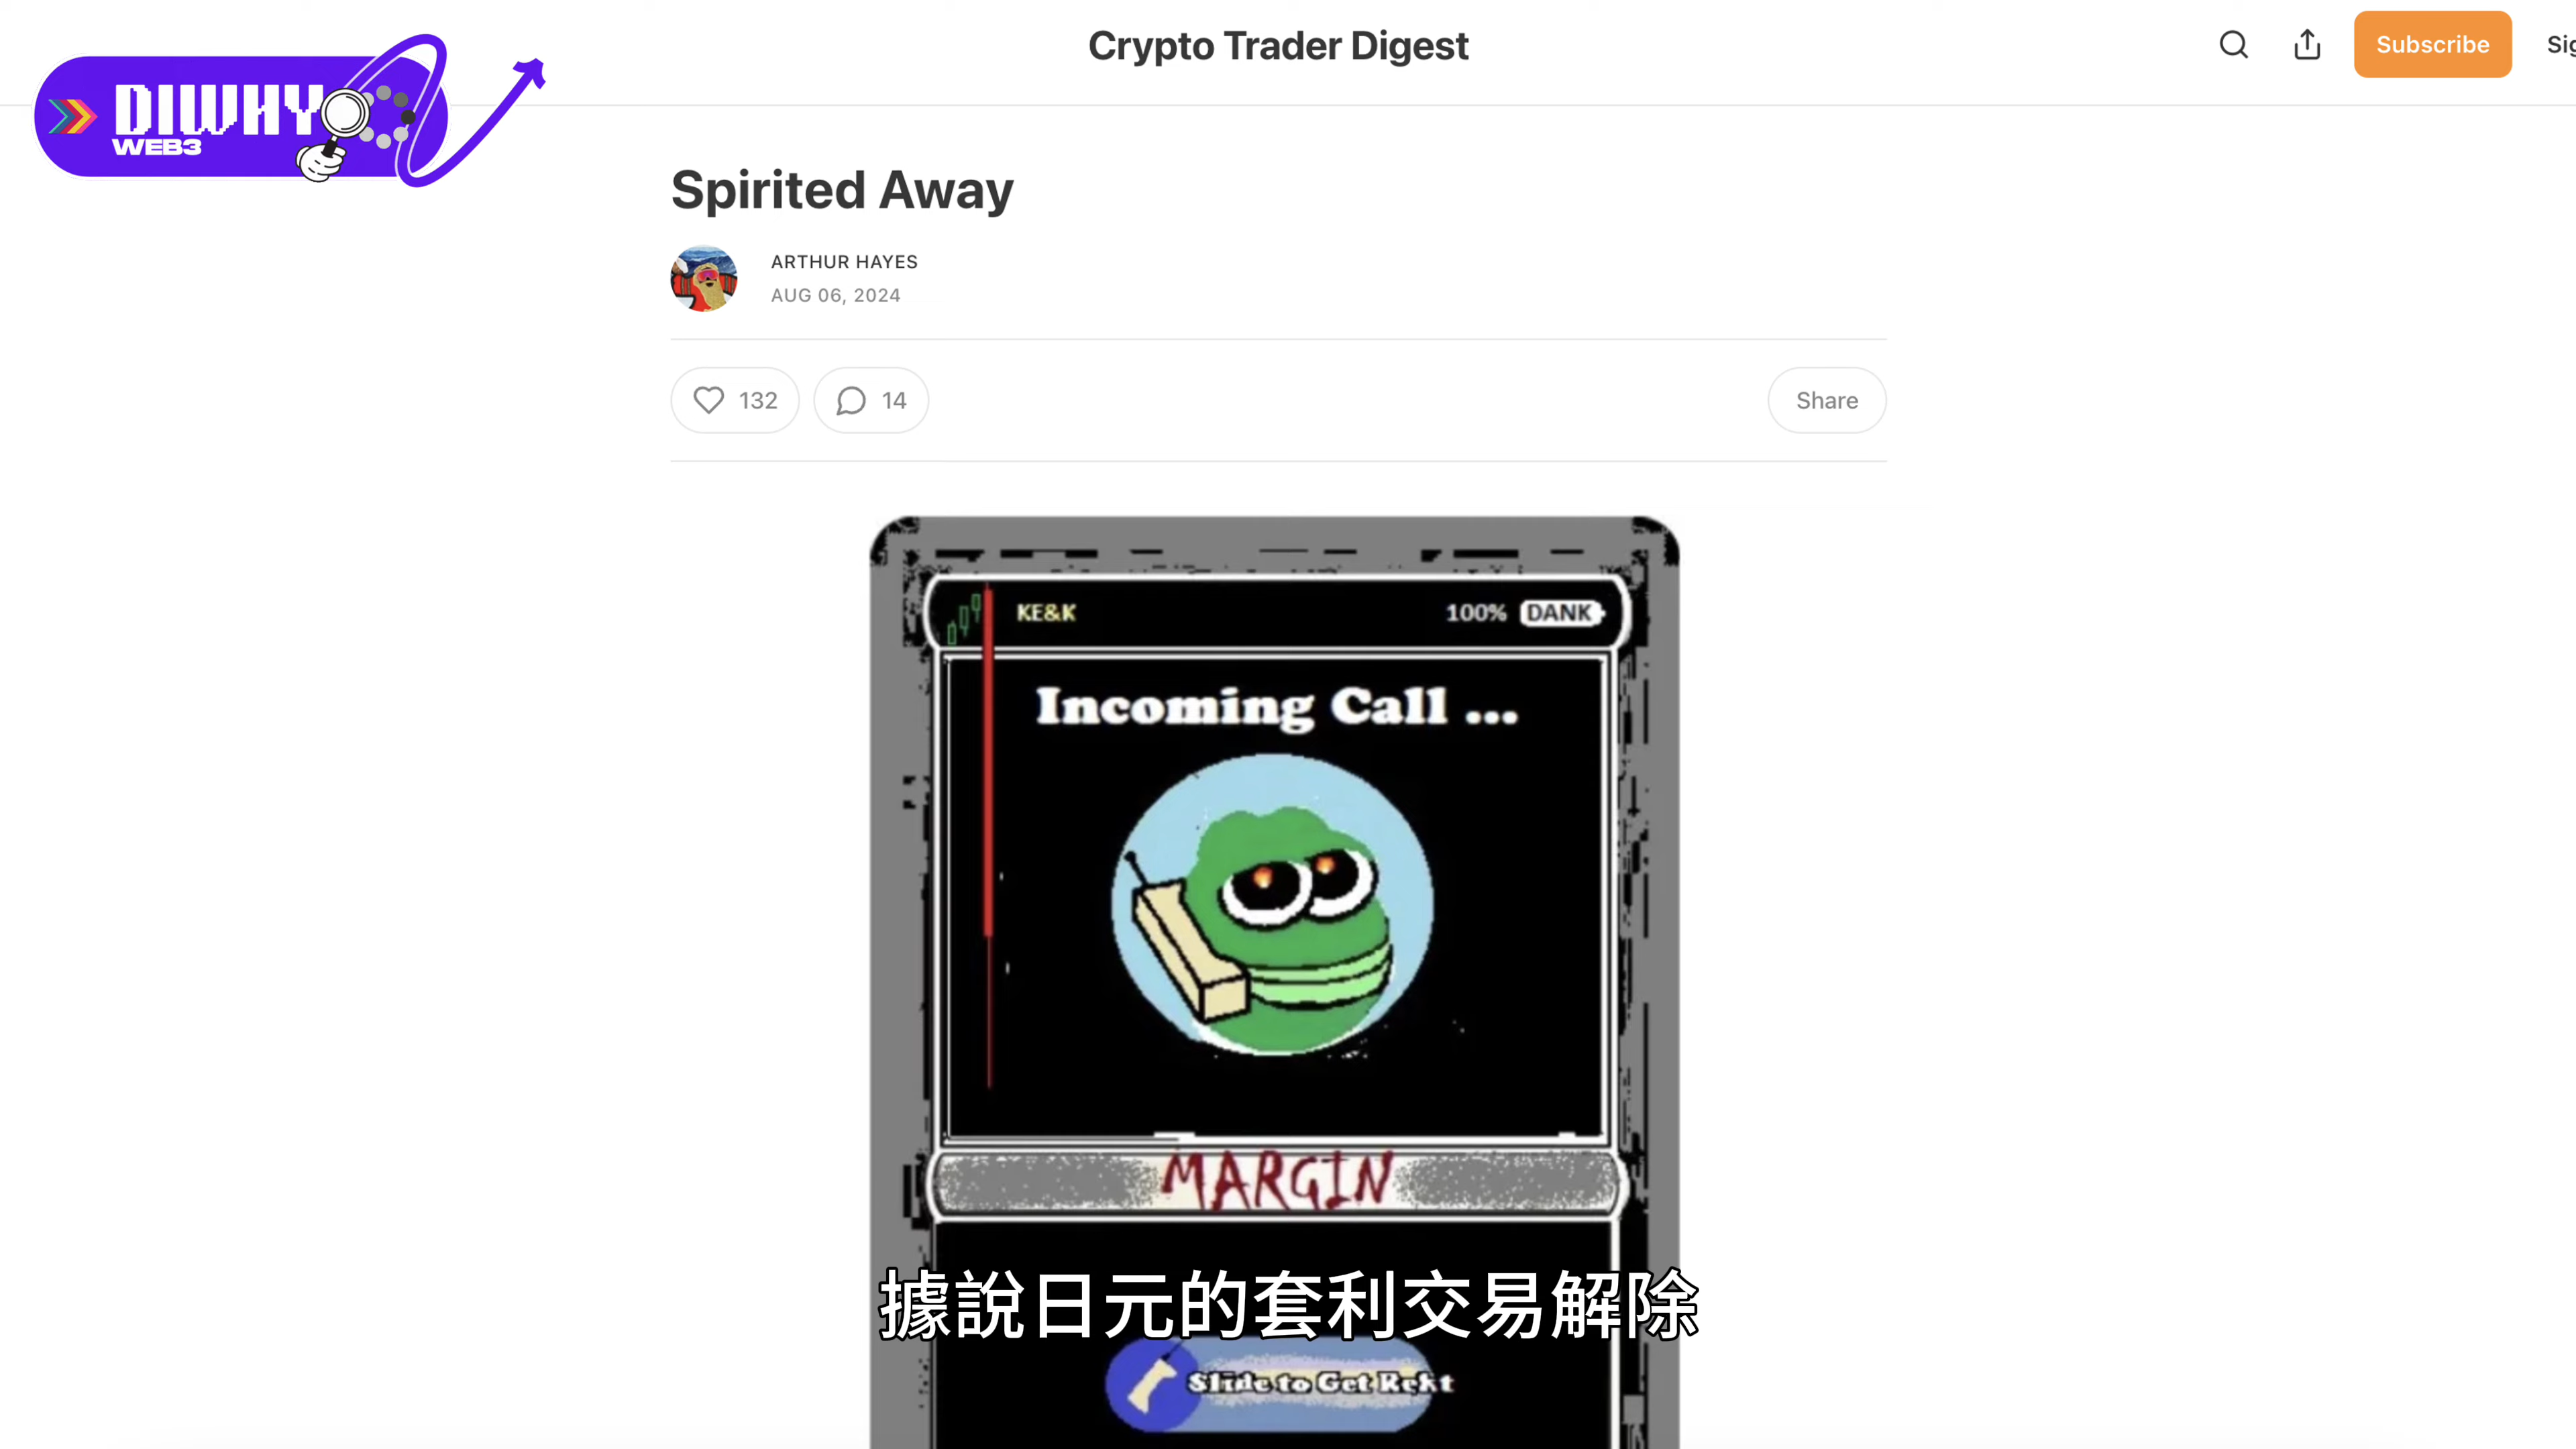 Crypto Trader Digest
Subscribe
Sig
DIWHY
WEB3
Spirited Away
ARTHUR HAYES
AUG 06, 2024
132
14
Share
KE&K
100% DANK
Incoming Call ...
MARGIN
據說日元的套利交易解除
Slide to Get Rekt